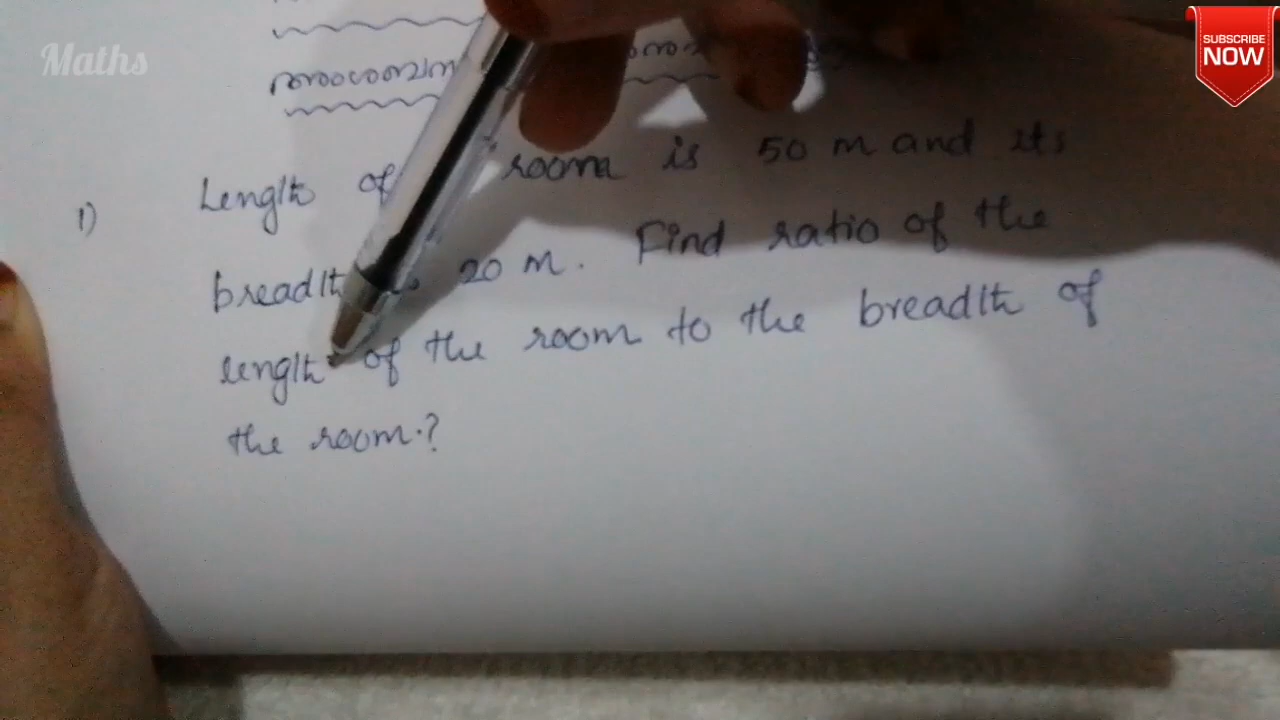 Maths
SUBSCRIBE
NOW
1) Length of room is 50 m and its
breadth 20 m. Find ratio of the
length of the room to the breadth of
the room.?